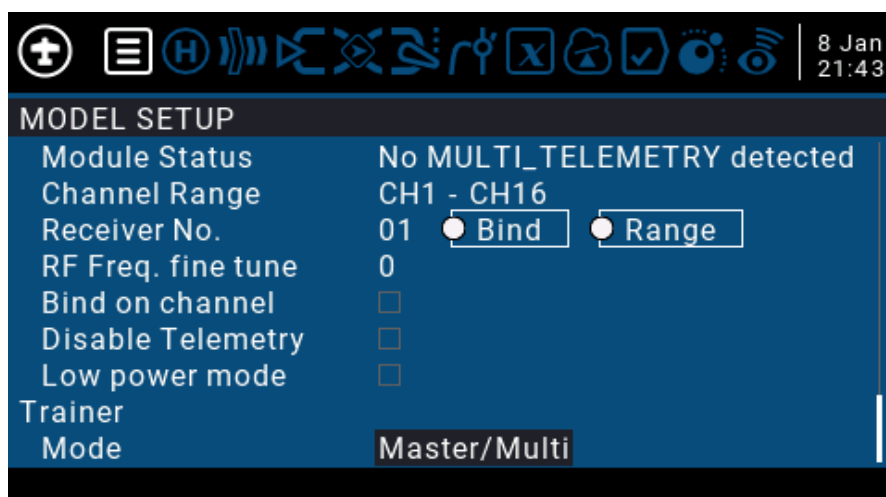 H x
8 Jan
21:43
MODEL SETUP
Module Status No MULTI_TELEMETRY detected
Channel Range CH1 - CH16
Receiver No. 01 Bind Range
RF Freq. fine tune 0
Bind on channel
Disable Telemetry
Low power mode
Trainer
Mode Master/Multi